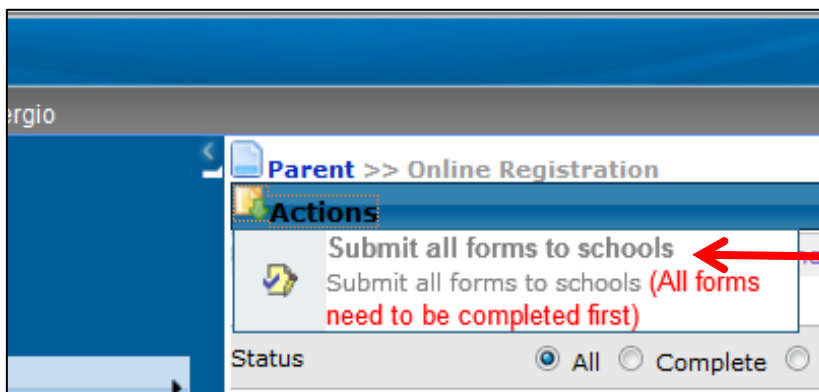 Parent >> Online Registration
Actions
Submit all forms to schools
Submit all forms to schools (All forms
need to be completed first)
Status All Complete